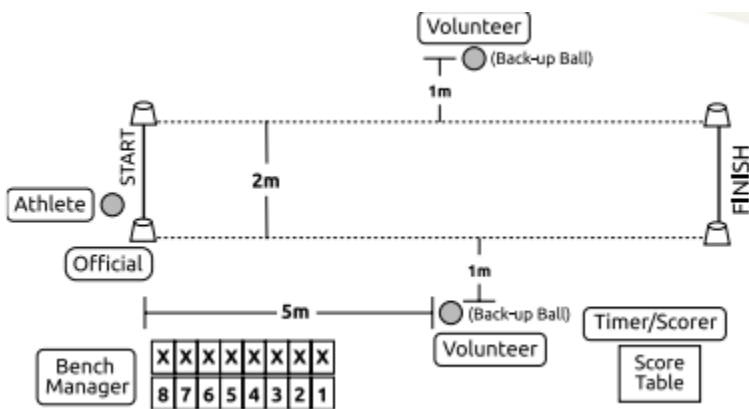 Volunteer
(Back-up Ball)
1m
START
2m
FINISH
Athlete
Official
1m
5m
(Back-up Ball)
Volunteer
Timer/Scorer
Bench
Manager
X X X X X X X X
8 7 6 5 4 3 2 1
Score
Table